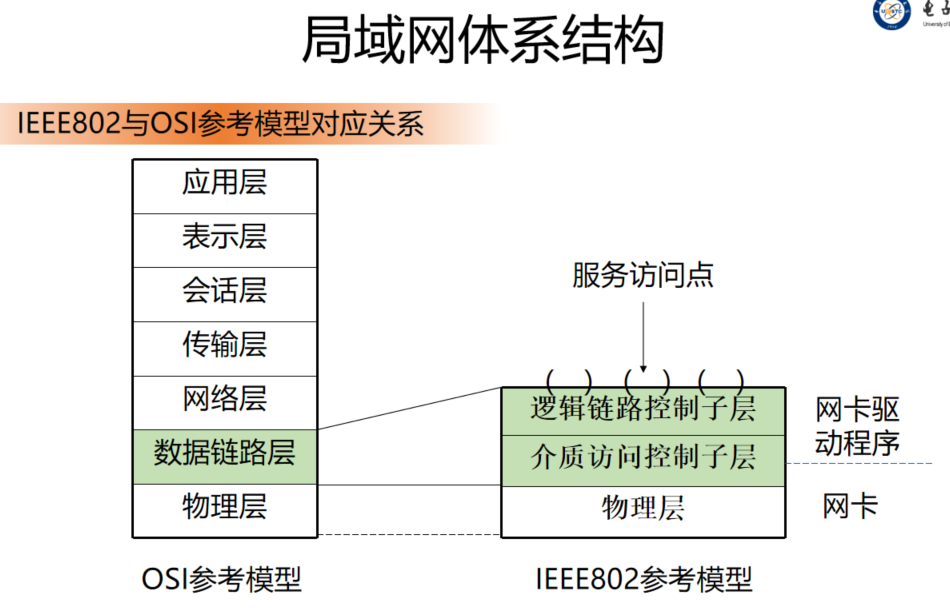 局域网体系结构
IEEE802与OSI参考模型对应关系
应用层
表示层
会话层
传输层
网络层
数据链路层
物理层
OSI参考模型
服务访问点
( ) ( ) ( )
逻辑链路控制子层
介质访问控制子层
物理层
IEEE802参考模型
网卡驱
动程序
网卡